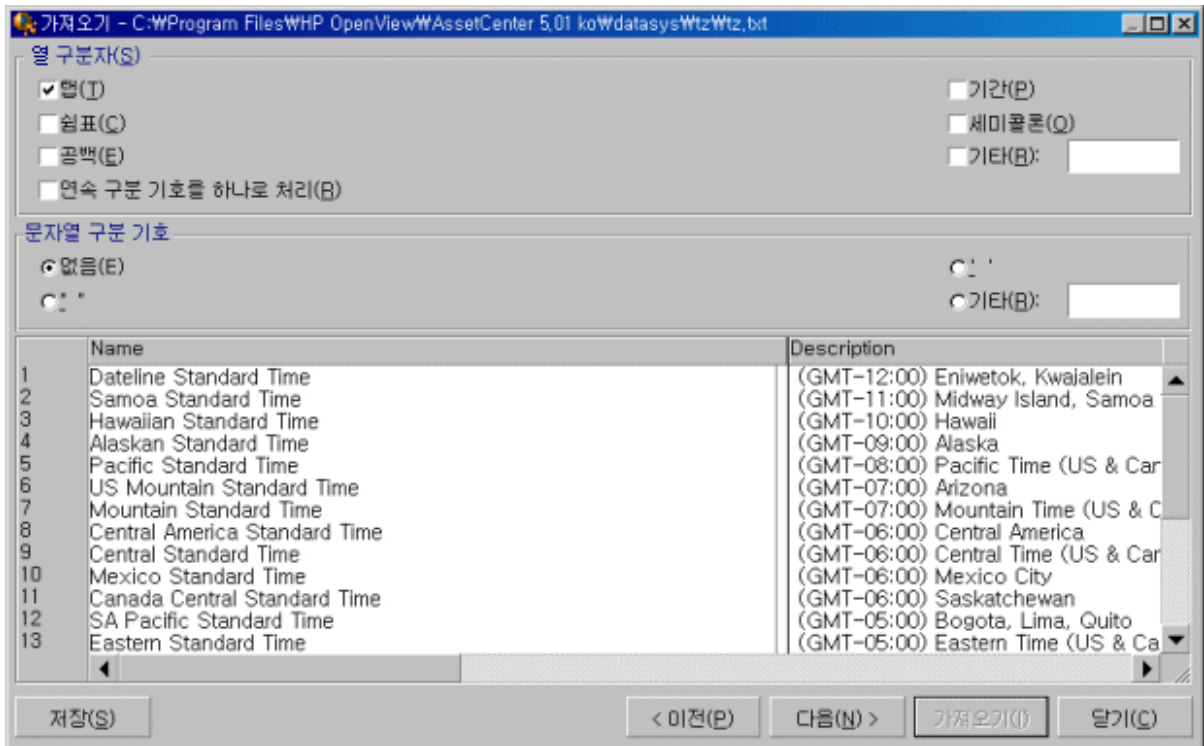 가져오기 - C:₩Program Files₩HP OpenView₩AssetCenter 5,01 ko₩datasys₩tz₩tz,txt
열 구분자(S)
탭(T) 기간(P)
쉼표(C) 세미콜론(O)
공백(E) 기타(R):
연속 구분 기호를 하나로 처리(R)
문자열 구분 기호
없음(E) ' '
" " 기타(R):
Name Description
1 Dateline Standard Time (GMT-12:00) Eniwetok, Kwajalein
2 Samoa Standard Time (GMT-11:00) Midway Island, Samoa
3 Hawaiian Standard Time (GMT-10:00) Hawaii
4 Alaskan Standard Time (GMT-09:00) Alaska
5 Pacific Standard Time (GMT-08:00) Pacific Time (US & Car
6 US Mountain Standard Time (GMT-07:00) Arizona
7 Mountain Standard Time (GMT-07:00) Mountain Time (US & C
8 Central America Standard Time (GMT-06:00) Central America
9 Central Standard Time (GMT-06:00) Central Time (US & Car
10 Mexico Standard Time (GMT-06:00) Mexico City
11 Canada Central Standard Time (GMT-06:00) Saskatchewan
12 SA Pacific Standard Time (GMT-05:00) Bogota, Lima, Quito
13 Eastern Standard Time (GMT-05:00) Eastern Time (US & Ca
저장(S) < 이전(P) 다음(N) > 가져오기(I) 닫기(C)